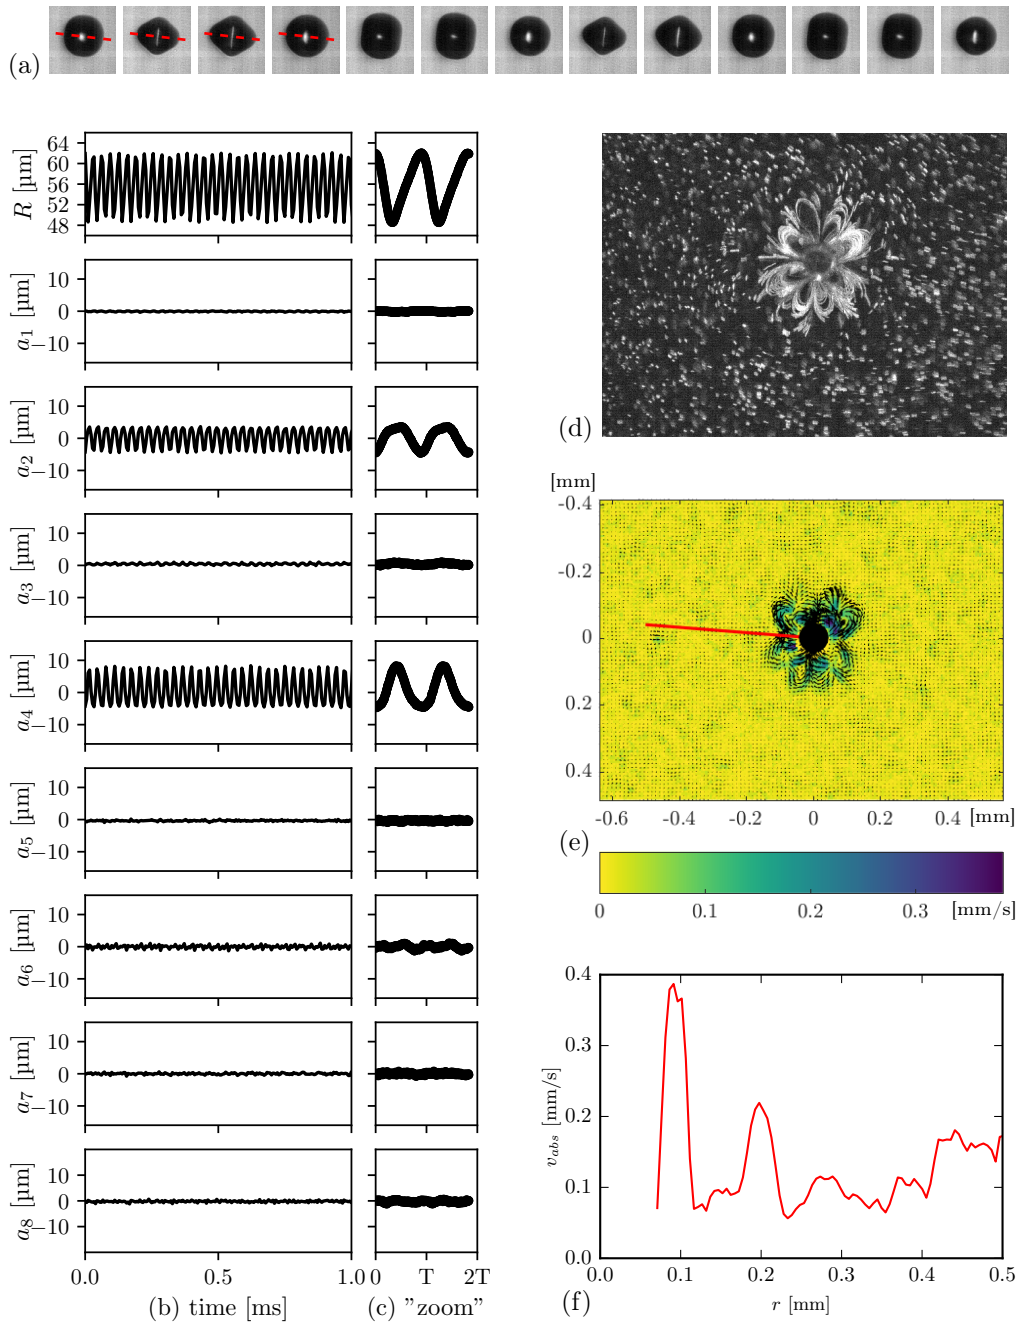 (a)
64
60
56
52
48
R [µm]
10
0
−10
a1 [µm]
10
0
−10
a2 [µm]
10
0
−10
a3 [µm]
10
0
−10
a4 [µm]
10
0
−10
a5 [µm]
10
0
−10
a6 [µm]
10
0
−10
a7 [µm]
10
0
−10
a8 [µm]
0.0 0.5 1.0
(b) time [ms]
0 T 2T
(c) "zoom"
(d)
[mm]
-0.4
-0.2
0
0.2
0.4
-0.6 -0.4 -0.2 0 0.2 0.4 [mm]
(e)
0 0.1 0.2 0.3 [mm/s]
0.4
0.3
0.2
0.1
0.0
vabs [mm/s]
0.0 0.1 0.2 0.3 0.4 0.5
(f) r [mm]